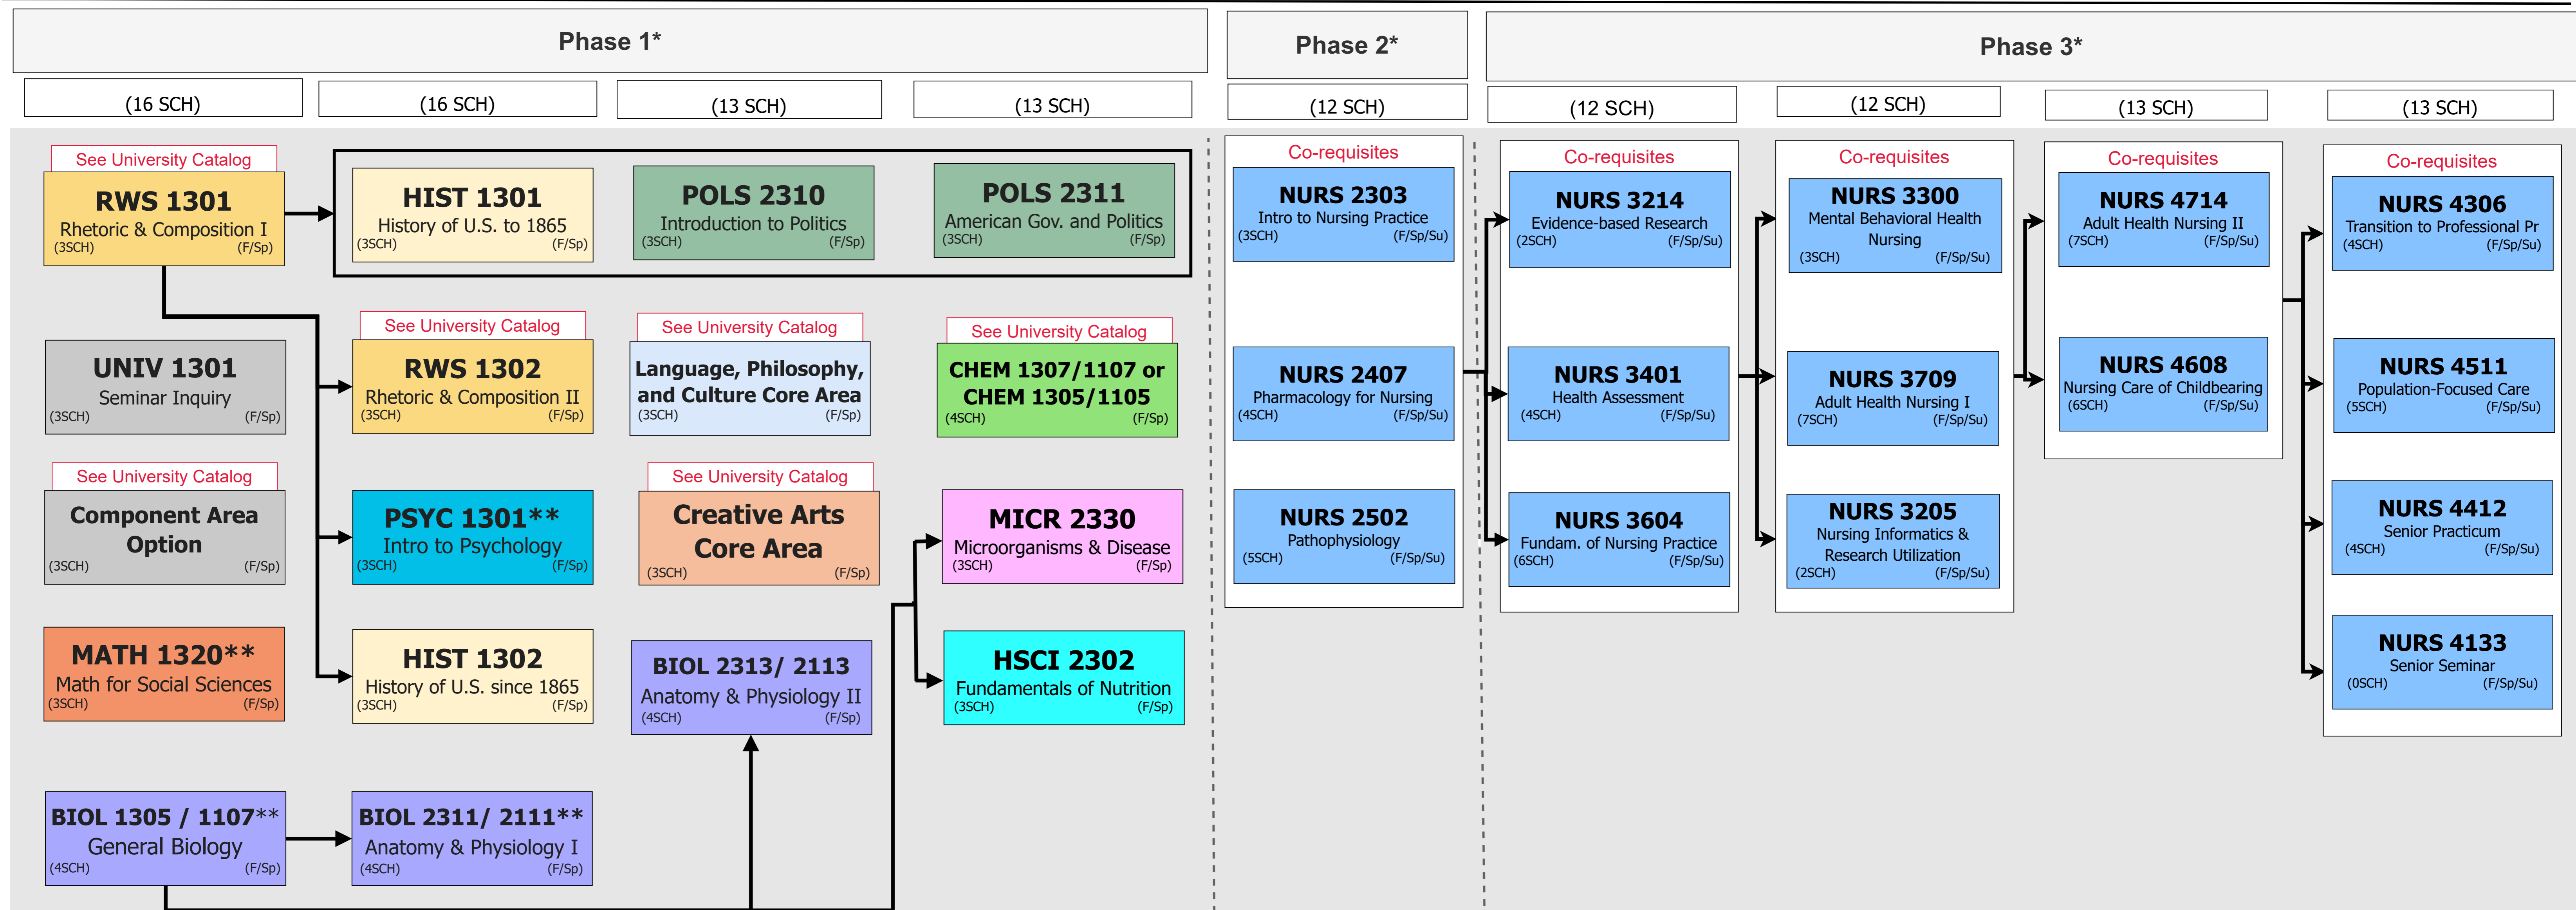 Phase 1*
Phase 2*
Phase 3*
(16 SCH)
(16 SCH)
(13 SCH)
(13 SCH)
(12 SCH)
(12 SCH)
(12 SCH)
(13 SCH)
(13 SCH)
See University Catalog
RWS 1301
Rhetoric & Composition I
(3SCH) (F/Sp)
UNIV 1301
Seminar Inquiry
(3SCH) (F/Sp)
See University Catalog
Component Area
Option
(3SCH) (F/Sp)
MATH 1320**
Math for Social Sciences
(3SCH) (F/Sp)
BIOL 1305 / 1107**
General Biology
(4SCH) (F/Sp)
HIST 1301
History of U.S. to 1865
(3SCH) (F/Sp)
See University Catalog
RWS 1302
Rhetoric & Composition II
(3SCH) (F/Sp)
PSYC 1301**
Intro to Psychology
(3SCH) (F/Sp)
HIST 1302
History of U.S. since 1865
(3SCH) (F/Sp)
BIOL 2311/ 2111**
Anatomy & Physiology I
(4SCH) (F/Sp)
POLS 2310
Introduction to Politics
(3SCH) (F/Sp)
See University Catalog
Language, Philosophy,
and Culture Core Area
(3SCH) (F/Sp)
See University Catalog
Creative Arts
Core Area
(3SCH) (F/Sp)
BIOL 2313/ 2113
Anatomy & Physiology II
(4SCH) (F/Sp)
POLS 2311
American Gov. and Politics
(3SCH) (F/Sp)
See University Catalog
CHEM 1307/1107 or
CHEM 1305/1105
(4SCH) (F/Sp)
MICR 2330
Microorganisms & Disease
(3SCH) (F/Sp)
HSCI 2302
Fundamentals of Nutrition
(3SCH) (F/Sp)
Co-requisites
NURS 2303
Intro to Nursing Practice
(3SCH) (F/Sp/Su)
NURS 2407
Pharmacology for Nursing
(4SCH) (F/Sp/Su)
NURS 2502
Pathophysiology
(5SCH) (F/Sp/Su)
Co-requisites
NURS 3214
Evidence-based Research
(2SCH) (F/Sp/Su)
NURS 3401
Health Assessment
(4SCH) (F/Sp/Su)
NURS 3604
Fundam. of Nursing Practice
(6SCH) (F/Sp/Su)
Co-requisites
NURS 3300
Mental Behavioral Health
Nursing
(3SCH) (F/Sp/Su)
NURS 3709
Adult Health Nursing I
(7SCH) (F/Sp/Su)
NURS 3205
Nursing Informatics &
Research Utilization
(2SCH) (F/Sp/Su)
Co-requisites
NURS 4714
Adult Health Nursing II
(7SCH) (F/Sp/Su)
NURS 4608
Nursing Care of Childbearing
(6SCH) (F/Sp/Su)
Co-requisites
NURS 4306
Transition to Professional Pr
(4SCH) (F/Sp/Su)
NURS 4511
Population-Focused Care
(5SCH) (F/Sp/Su)
NURS 4412
Senior Practicum
(4SCH) (F/Sp/Su)
NURS 4133
Senior Seminar
(0SCH) (F/Sp/Su)